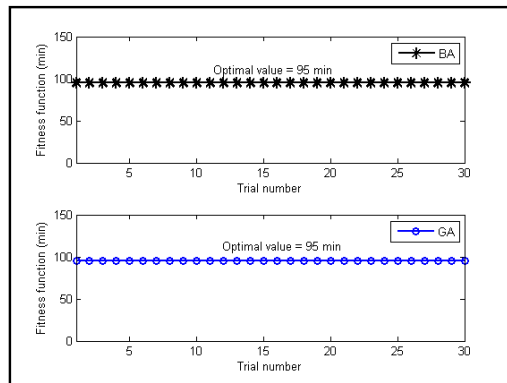 150
BA
Optimal value = 95 min
100
50
0
Fitness function (min)
5 10 15 20 25 30
Trial number
150
GA
Optimal value = 95 min
100
50
0
Fitness function (min)
5 10 15 20 25 30
Trial number